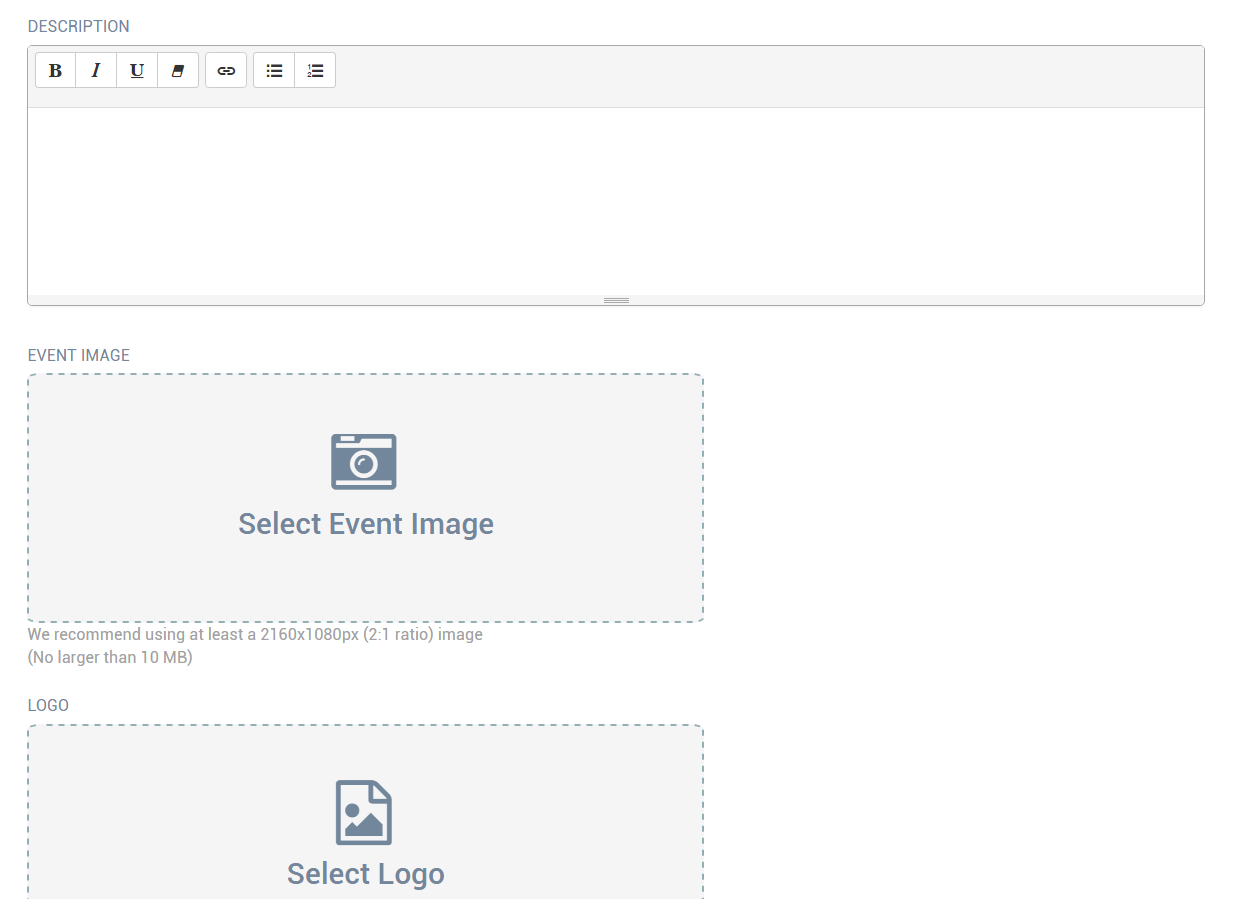 DESCRIPTION
B I U
EVENT IMAGE
Select Event Image
We recommend using at least a 2160x1080px (2:1 ratio) image
(No larger than 10 MB)
LOGO
Select Logo